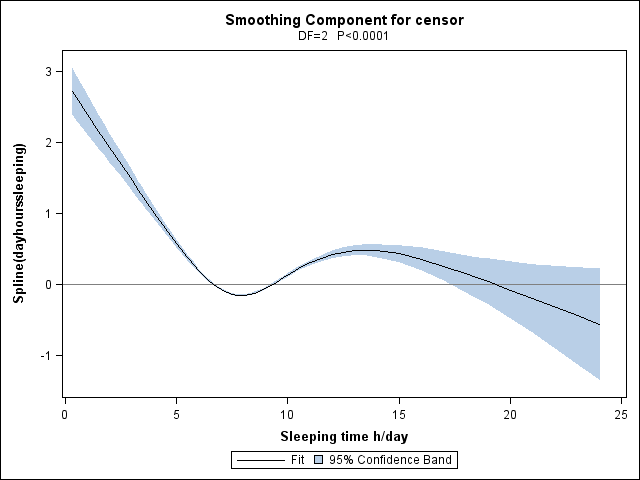 Smoothing Component for censor
DF=2 P<0.0001
Spline(dayhourssleeping)
3
2
1
0
-1
0 5 10 15 20 25
Sleeping time h/day
Fit 95% Confidence Band